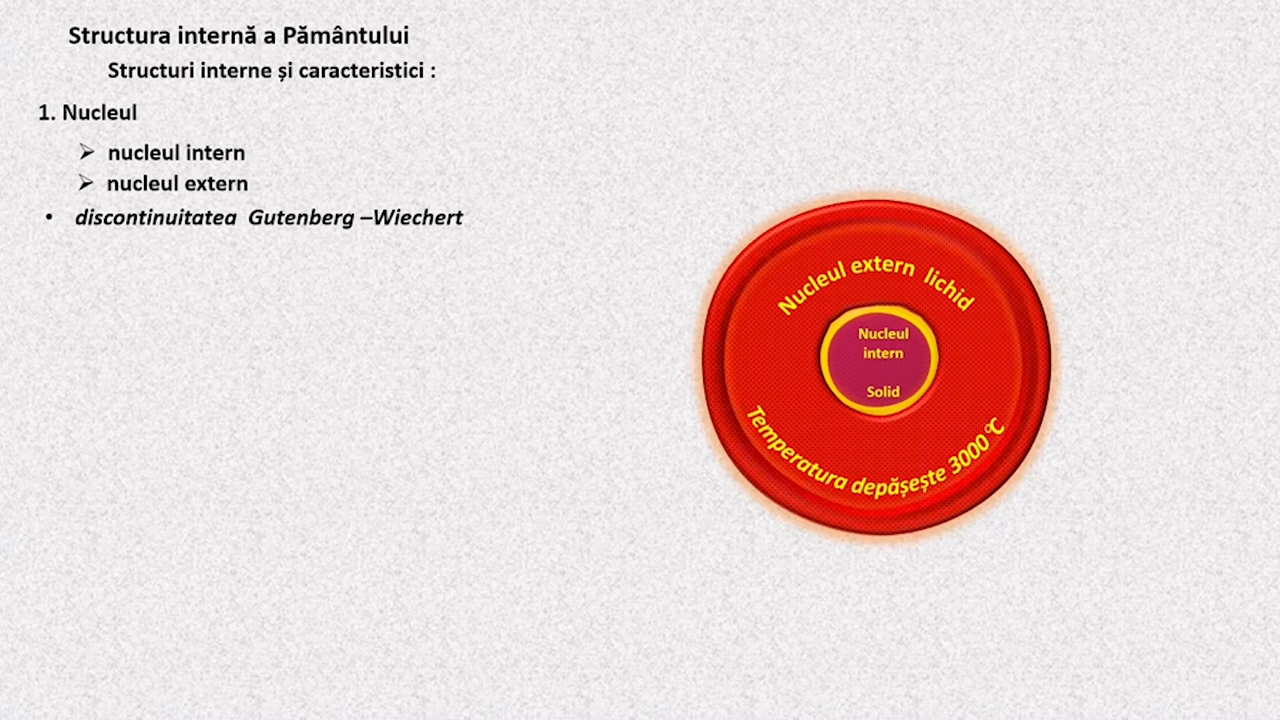 Structura internă a Pământului
Structuri interne și caracteristici :
1. Nucleul
➢ nucleul intern
➢ nucleul extern
• discontinuitatea Gutenberg –Wiechert
Nucleul extern lichid
Nucleul
intern
Solid
Temperatura depășește 3000℃